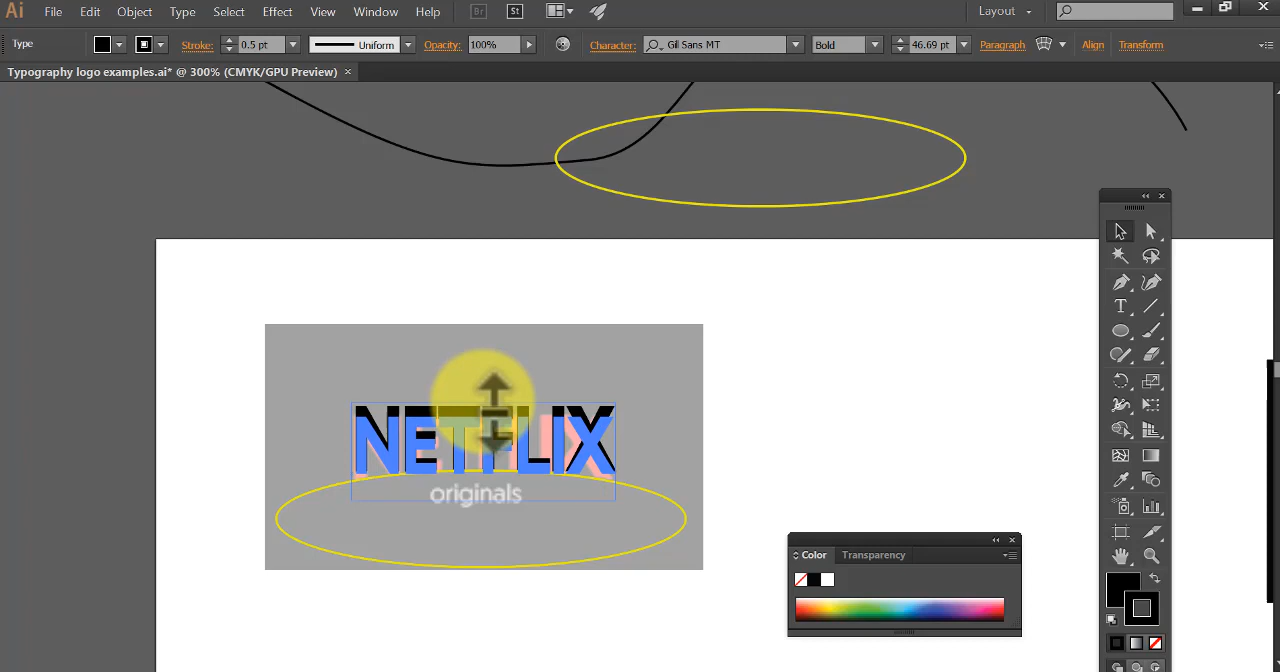 Ai File Edit Object Type Select Effect View Window Help Br St Layout
Type Stroke: 0.5 pt Uniform Opacity: 100% Character: Gill Sans MT Bold 46.69 pt Paragraph Align Transform
Typography logo examples.ai* @ 300% (CMYK/GPU Preview) ×
NETFLIX
originals
Color Transparency
T